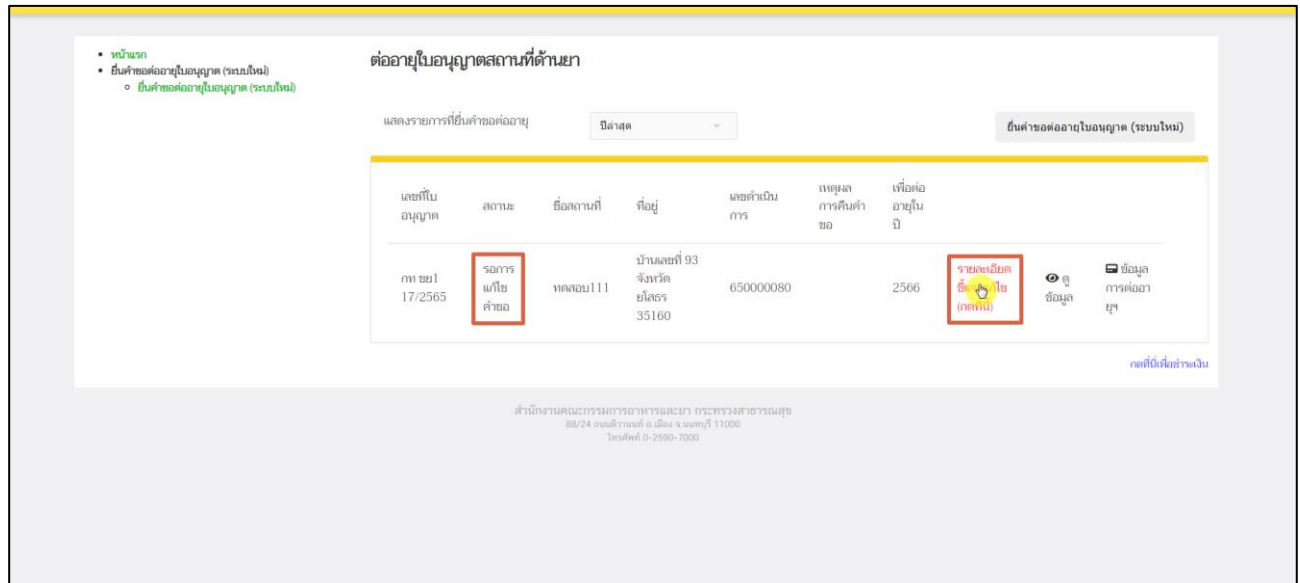 หน้าแรก
ยื่นคำขอต่ออายุใบอนุญาต (ระบบใหม่)
ยื่นคำขอต่ออายุใบอนุญาต (ระบบใหม่)
ต่ออายุใบอนุญาตสถานที่ด้านยา
แสดงรายการที่ยื่นคำขอต่ออายุ
ปีล่าสุด
ยื่นคำขอต่ออายุใบอนุญาต (ระบบใหม่)
เลขที่ใบ
อนุญาต
สถานะ
ชื่อสถานที่
ที่อยู่
เลขดำเนิน
การ
เหตุผล
การคืนคำ
ขอ
เพื่อต่อ
อายุใน
ปี
กท ขย1
17/2565
รอการ
แก้ไข
คำขอ
ทดสอบ111
บ้านเลขที่ 93
จังหวัด
ยโสธร
35160
650000080
2566
รายละเอียด
(กดที่นี่)
ดู
ข้อมูล
ข้อมูล
การต่ออา
ยุฯ
กดที่นี่เพื่อชำระเงิน
สำนักงานคณะกรรมการอาหารและยา กระทรวงสาธารณสุข
88/24 ถนนติวานนท์ อ.เมือง จ.นนทบุรี 11000
โทรศัพท์ 0-2590-7000